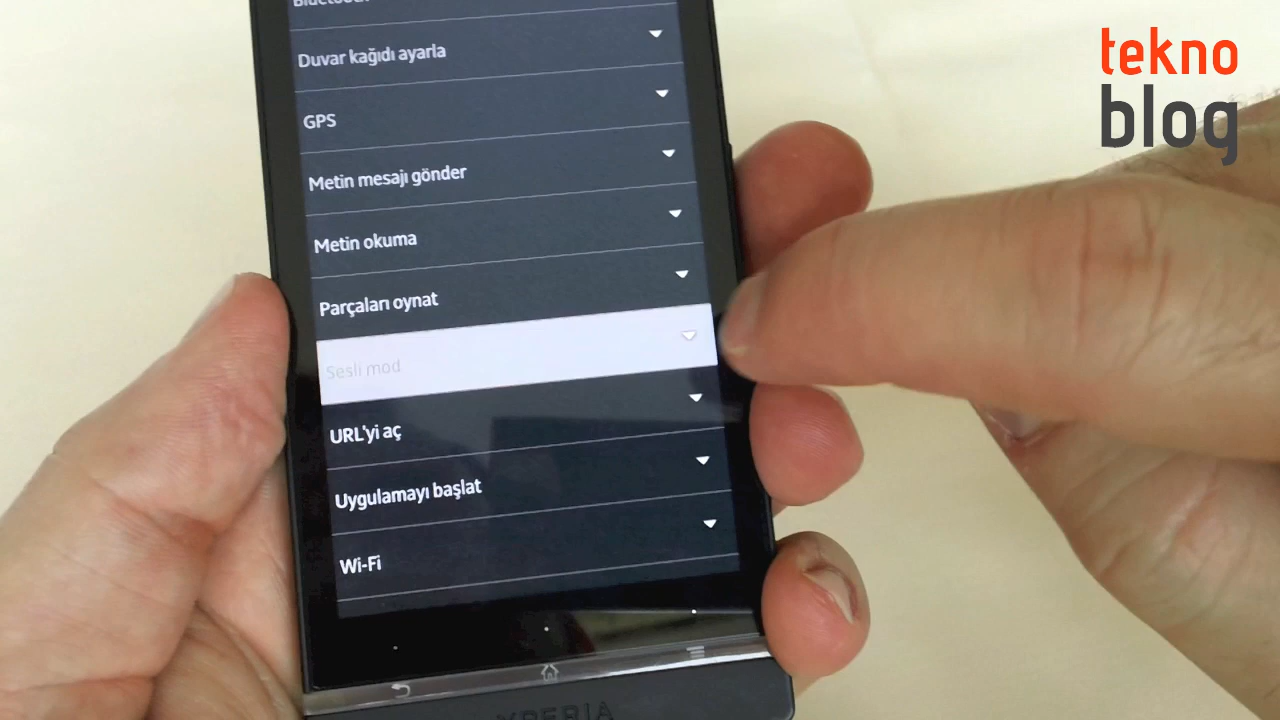 Bluetooth
Duvar kağıdı ayarla
GPS
Metin mesajı gönder
Metin okuma
Parçaları oynat
Sesli mod
URL'yi aç
Uygulamayı başlat
Wi-Fi
XPERIA
tekno
blog